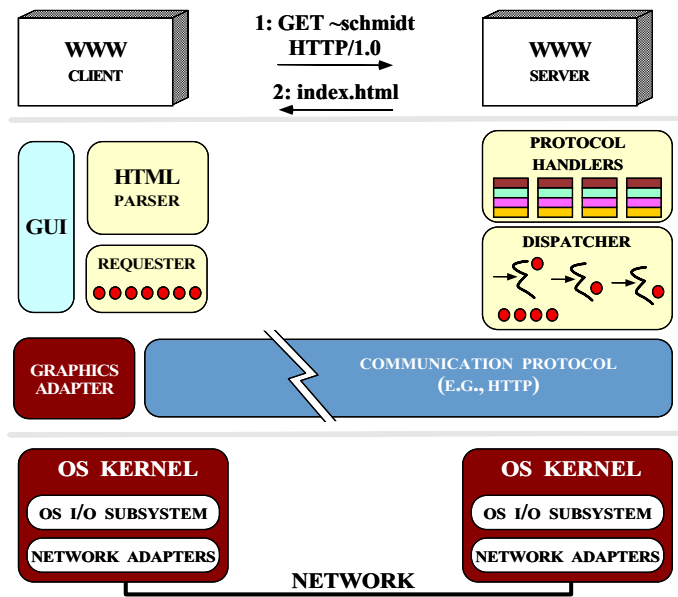 WWW
CLIENT
1: GET ~schmidt
HTTP/1.0
2: index.html
WWW
SERVER
GUI
HTML
PARSER
REQUESTER
PROTOCOL
HANDLERS
DISPATCHER
GRAPHICS
ADAPTER
COMMUNICATION PROTOCOL
(E.G., HTTP)
OS KERNEL
OS I/O SUBSYSTEM
NETWORK ADAPTERS
OS KERNEL
OS I/O SUBSYSTEM
NETWORK ADAPTERS
NETWORK